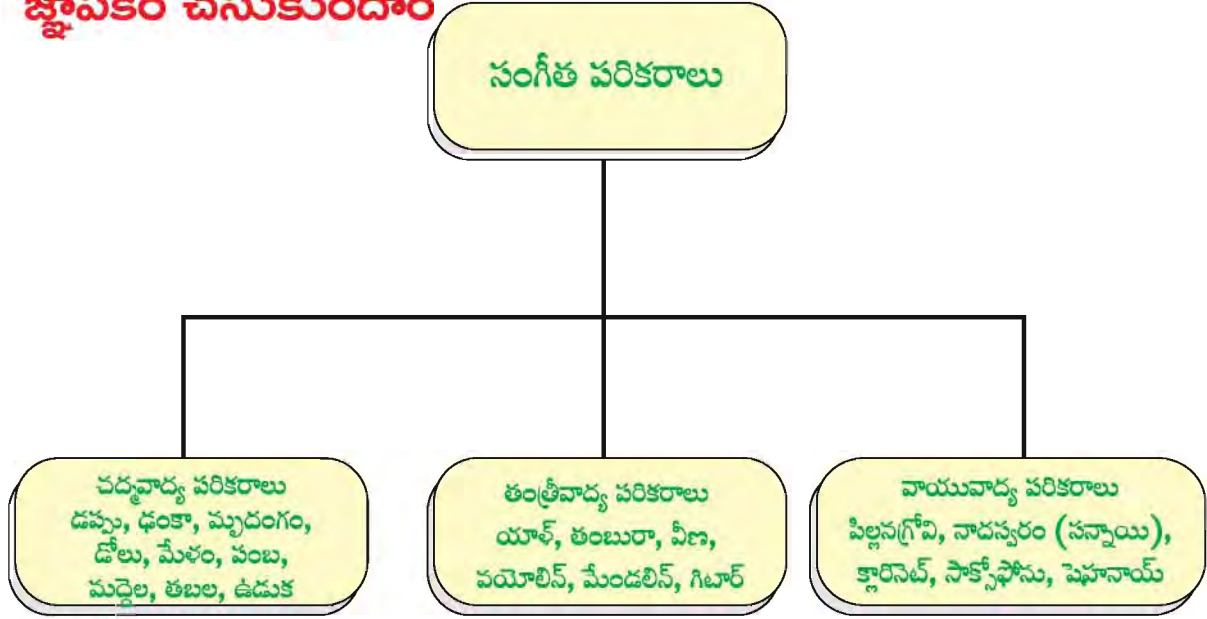 జ్ఞాపకం చేసుకుందాం
సంగీత పరికరాలు
చద్మవాద్య పరికరాలు
డప్పు, ఢంకా, మృదంగం,
డోలు, మేళం, పంబ,
మద్దెల, తబల, ఉడుక
తంత్రీవాద్య పరికరాలు
యాళ్, తంబురా, వీణ,
వయోలిన్, మేండలిన్, గిటార్
వాయువాద్య పరికరాలు
పిల్లనగ్రోవి, నాదస్వరం (సన్నాయి),
క్లారినెట్, సాక్సోఫోను, షెహనాయ్